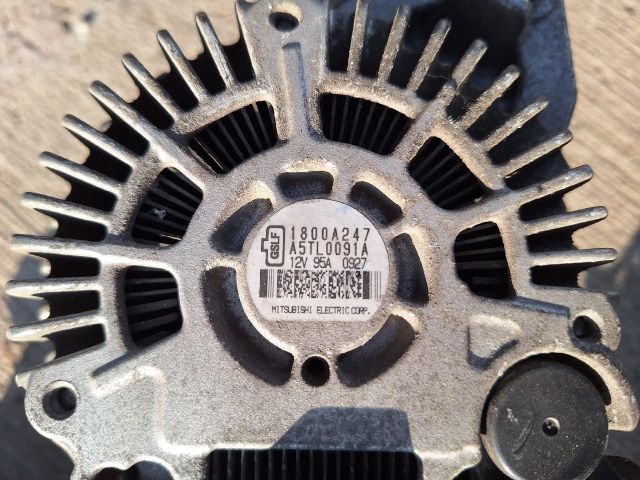 GSLF
1800A247
A5TL0091A
12V 95A 0927
MITSUBISHI ELECTRIC CORP.